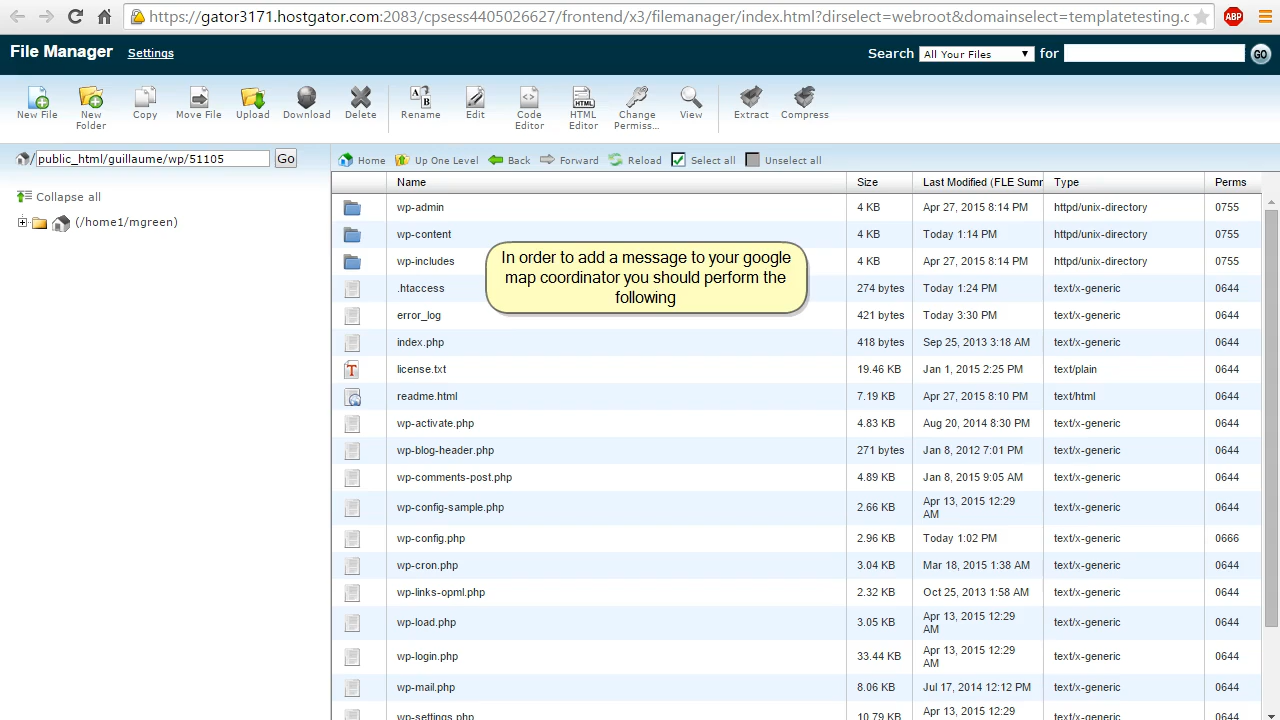 https://gator3171.hostgator.com:2083/cpsess4405026627/frontend/x3/filemanager/index.html?dirselect=webroot&domainselect=templatetesting.c
ABP
File Manager Settings Search All Your Files for GO
New File New Folder Copy Move File Upload Download Delete Rename Edit Code Editor HTML Editor Change Permiss... View Extract Compress
/ public_html/guillaume/wp/51105 Go Home Up One Level Back Forward Reload Select all Unselect all
Collapse all
(/home1/mgreen)
Name Size Last Modified (FLE Summ Type Perms
wp-admin 4 KB Apr 27, 2015 8:14 PM httpd/unix-directory 0755
wp-content 4 KB Today 1:14 PM httpd/unix-directory 0755
wp-includes 4 KB Apr 27, 2015 8:14 PM httpd/unix-directory 0755
In order to add a message to your google
map coordinator you should perform the
following
.htaccess 274 bytes Today 1:24 PM text/x-generic 0644
error_log 421 bytes Today 3:30 PM text/x-generic 0644
index.php 418 bytes Sep 25, 2013 3:18 AM text/x-generic 0644
T license.txt 19.46 KB Jan 1, 2015 2:25 PM text/plain 0644
readme.html 7.19 KB Apr 27, 2015 8:10 PM text/html 0644
wp-activate.php 4.83 KB Aug 20, 2014 8:30 PM text/x-generic 0644
wp-blog-header.php 271 bytes Jan 8, 2012 7:01 PM text/x-generic 0644
wp-comments-post.php 4.89 KB Jan 8, 2015 9:05 AM text/x-generic 0644
wp-config-sample.php 2.66 KB Apr 13, 2015 12:29 AM text/x-generic 0644
wp-config.php 2.96 KB Today 1:02 PM text/x-generic 0666
wp-cron.php 3.04 KB Mar 18, 2015 1:38 AM text/x-generic 0644
wp-links-opml.php 2.32 KB Oct 25, 2013 1:58 AM text/x-generic 0644
wp-load.php 3.05 KB Apr 13, 2015 12:29 AM text/x-generic 0644
wp-login.php 33.44 KB Apr 13, 2015 12:29 AM text/x-generic 0644
wp-mail.php 8.06 KB Jul 17, 2014 12:12 PM text/x-generic 0644
wp-settings.php 10.79 KB Apr 13, 2015 12:29 text/x-generic 0644